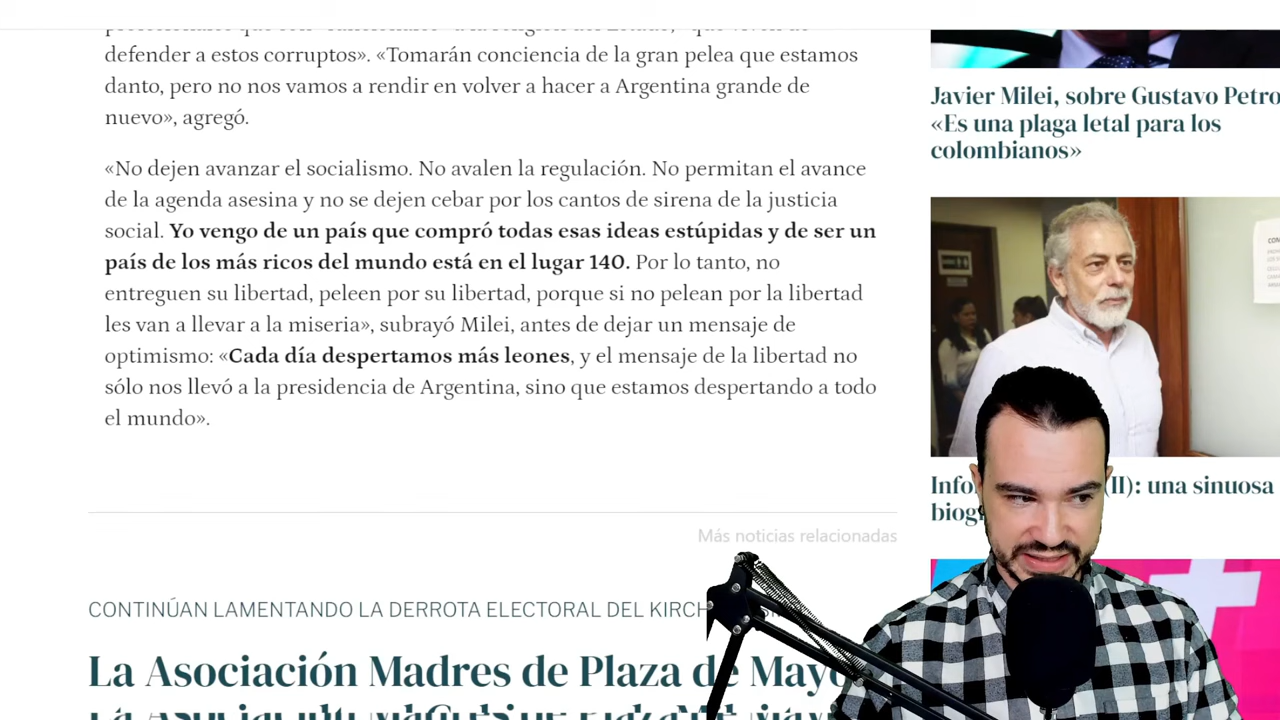 defender a estos corruptos». «Tomarán conciencia de la gran pelea que estamos
danto, pero no nos vamos a rendir en volver a hacer a Argentina grande de
nuevo», agregó.
«No dejen avanzar el socialismo. No avalen la regulación. No permitan el avance
de la agenda asesina y no se dejen cebar por los cantos de sirena de la justicia
social. Yo vengo de un país que compró todas esas ideas estúpidas y de ser un
país de los más ricos del mundo está en el lugar 140. Por lo tanto, no
entreguen su libertad, peleen por su libertad, porque si no pelean por la libertad
les van a llevar a la miseria», subrayó Milei, antes de dejar un mensaje de
optimismo: «Cada día despertamos más leones, y el mensaje de la libertad no
sólo nos llevó a la presidencia de Argentina, sino que estamos despertando a todo
el mundo».
Más noticias relacionadas
CONTINÚAN LAMENTANDO LA DERROTA ELECTORAL DEL
La Asociación Madres de Plaza de Mayo
Javier Milei, sobre Gustavo Petro
«Es una plaga letal para los
colombianos»
(II): una sinuosa